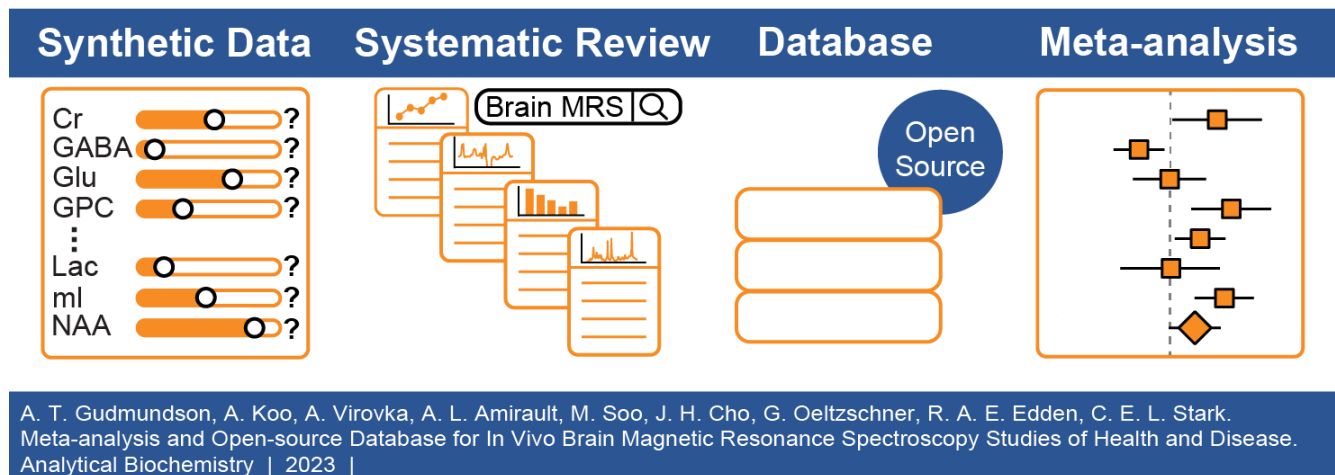 Synthetic Data
Systematic Review
Database
Meta-analysis
Cr ?
GABA ?
Glu ?
GPC ?
⋮
Lac ?
mI ?
NAA ?
Brain MRS
Open
Source
A. T. Gudmundson, A. Koo, A. Virovka, A. L. Amirault, M. Soo, J. H. Cho, G. Oeltzschner, R. A. E. Edden, C. E. L. Stark.
Meta-analysis and Open-source Database for In Vivo Brain Magnetic Resonance Spectroscopy Studies of Health and Disease.
Analytical Biochemistry | 2023 |